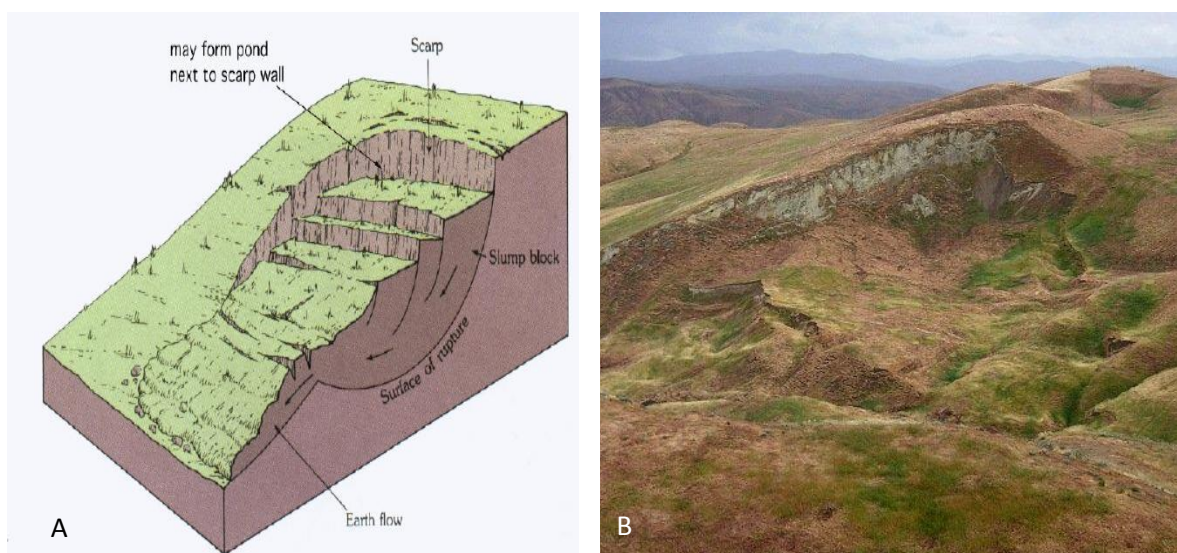 may form pond
next to scarp wall
Scarp
Slump block
Surface of rupture
Earth flow
A
B